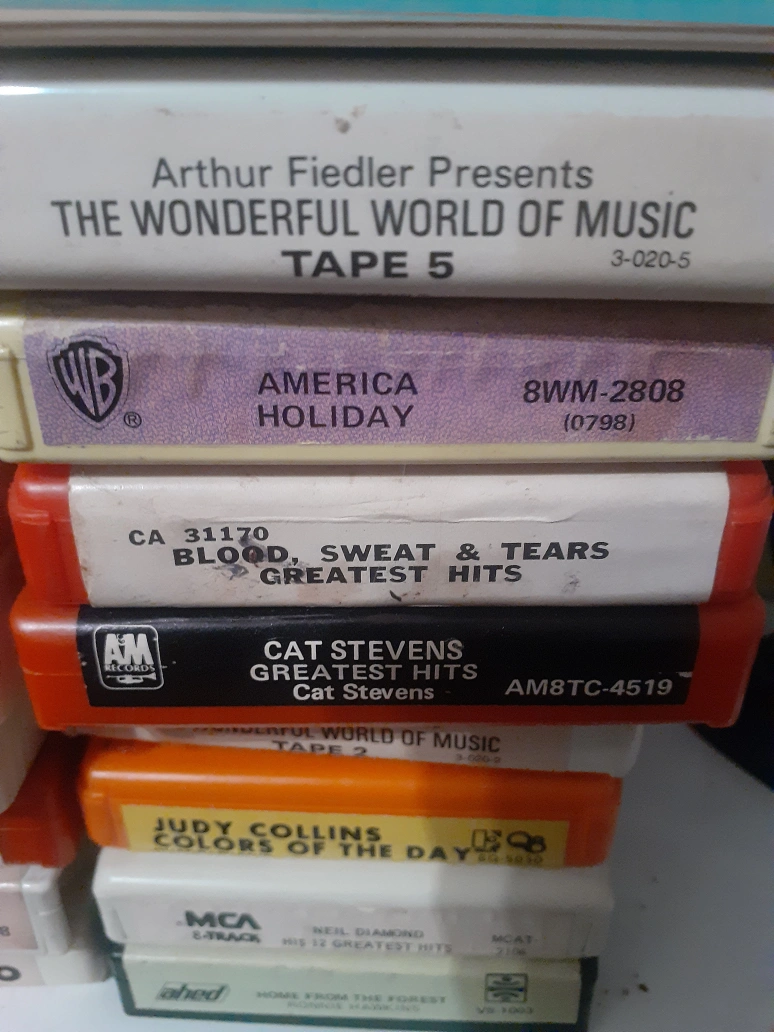 Arthur Fiedler Presents
THE WONDERFUL WORLD OF MUSIC
TAPE 5
3-020-5
WB
®
AMERICA
HOLIDAY
8WM-2808
(0798)
CA 31170
BLOOD, SWEAT & TEARS
GREATEST HITS
A&M
RECORDS
CAT STEVENS
GREATEST HITS
Cat Stevens
AM8TC-4519
WONDERFUL WORLD OF MUSIC
TAPE 2
JUDY COLLINS
COLORS OF THE DAY
MCA
8-TRACK
NEIL DIAMOND
HIS 12 GREATEST HITS
MCAT
ahed
HOME FROM THE FOREST
RONNIE HAWKINS